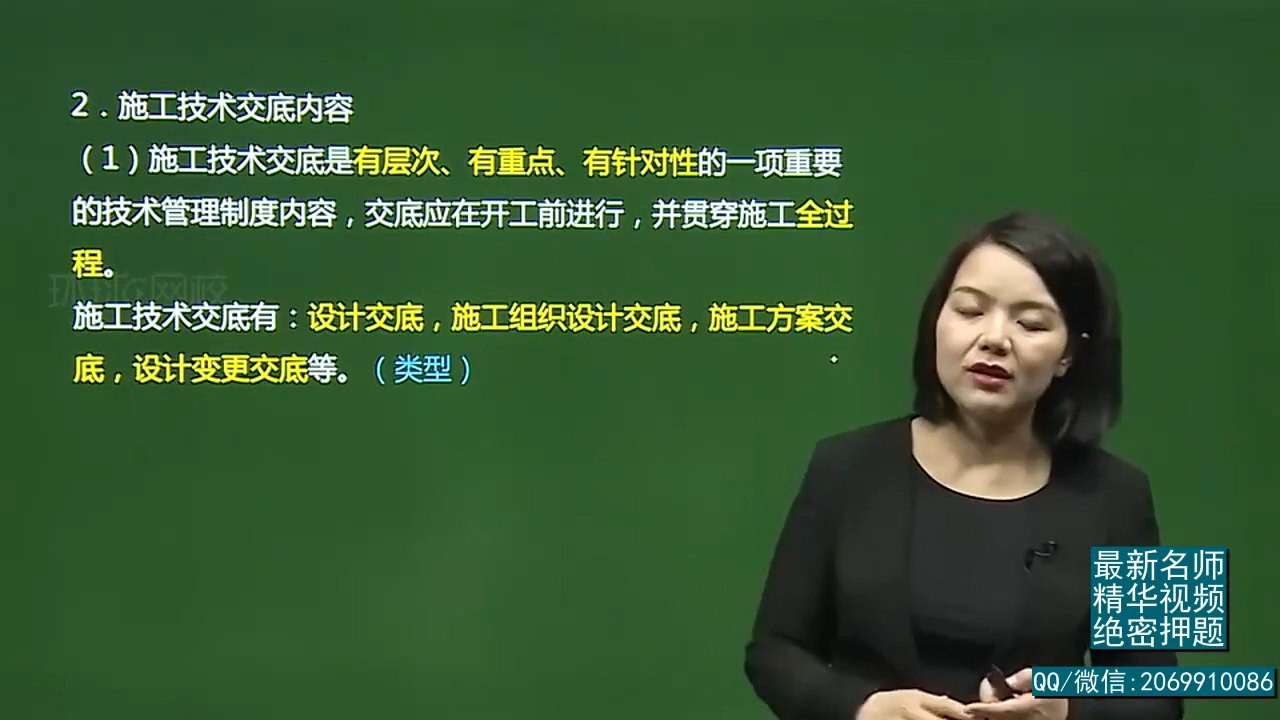 2．施工技术交底内容
（1）施工技术交底是有层次、有重点、有针对性的一项重要
的技术管理制度内容，交底应在开工前进行，并贯穿施工全过
程。
环球网校
施工技术交底有：设计交底，施工组织设计交底，施工方案交
底，设计变更交底等。（类型）
最新名师
精华视频
绝密押题
QQ/微信:2069910086